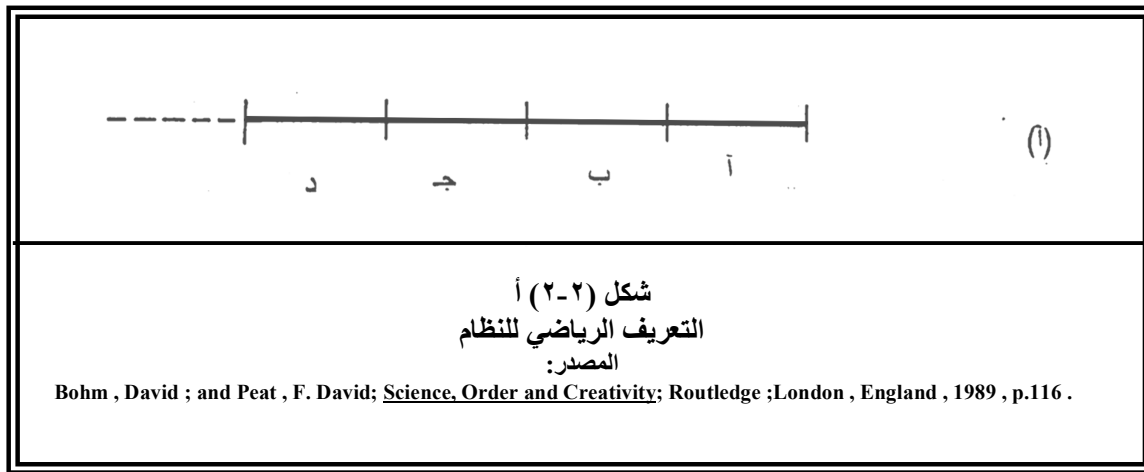 (أ)
آ ب جـ د
شكل (٢-٢) أ
التعريف الرياضي للنظام
المصدر:
Bohm , David ; and Peat , F. David; Science, Order and Creativity; Routledge ;London , England , 1989 , p.116 .